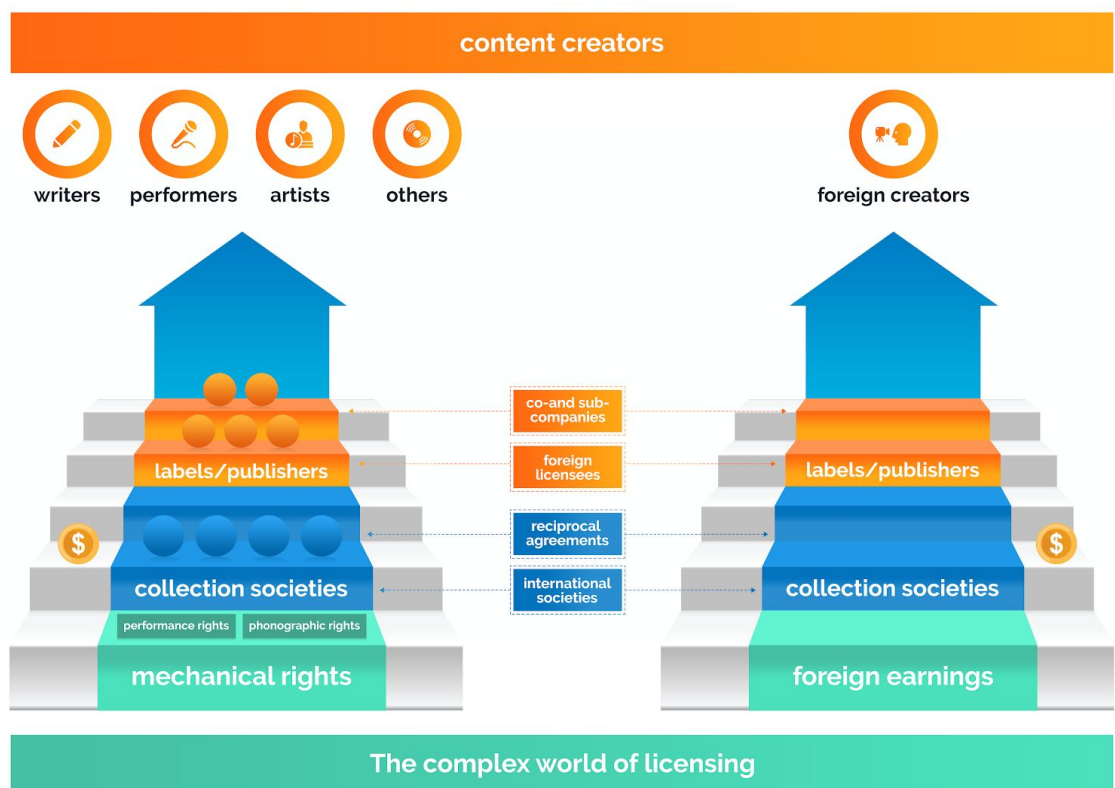 content creators
writers
performers
artists
others
foreign creators
co-and sub-
companies
labels/publishers
foreign
licensees
labels/publishers
$
reciprocal
agreements
$
collection societies
international
societies
collection societies
performance rights
phonographic rights
mechanical rights
foreign earnings
The complex world of licensing